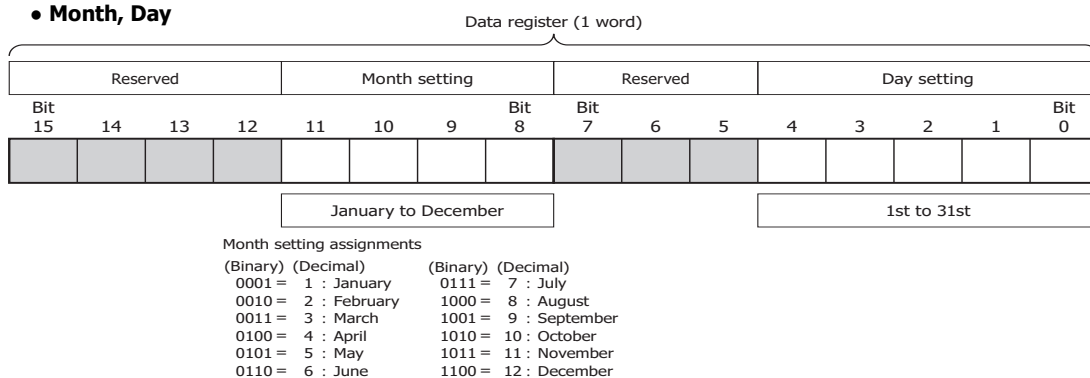 • Month, Day
Data register (1 word)
Reserved Month setting Reserved Day setting
Bit Bit Bit Bit
15 14 13 12 11 10 9 8 7 6 5 4 3 2 1 0
January to December 1st to 31st
Month setting assignments
(Binary) (Decimal) (Binary) (Decimal)
0001 = 1 : January 0111 = 7 : July
0010 = 2 : February 1000 = 8 : August
0011 = 3 : March 1001 = 9 : September
0100 = 4 : April 1010 = 10 : October
0101 = 5 : May 1011 = 11 : November
0110 = 6 : June 1100 = 12 : December